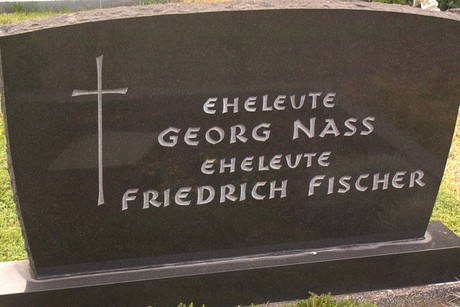 EHELEUTE
GEORG NASS
EHELEUTE
FRIEDRICH FISCHER